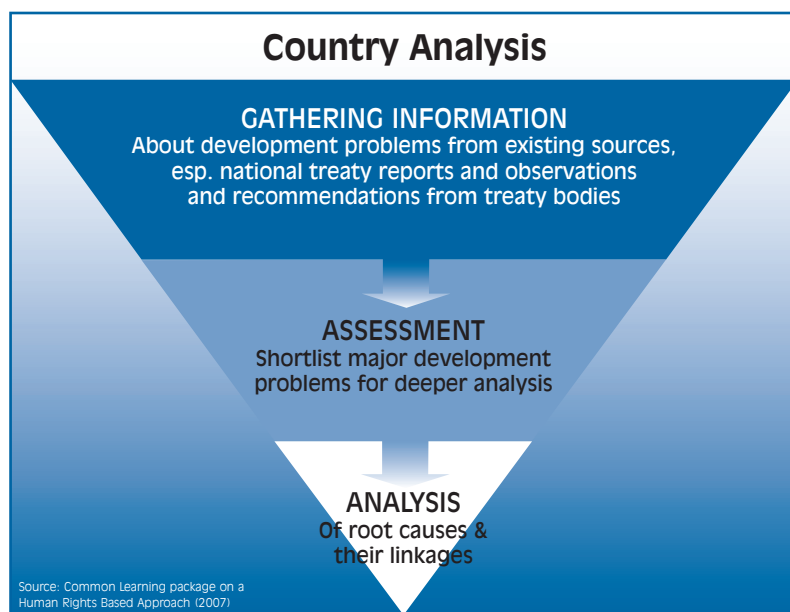 Country Analysis
GATHERING INFORMATION
About development problems from existing sources,
esp. national treaty reports and observations
and recommendations from treaty bodies
ASSESSMENT
Shortlist major development
problems for deeper analysis
ANALYSIS
Of root causes &
their linkages
Source: Common Learning package on a
Human Rights Based Approach (2007)